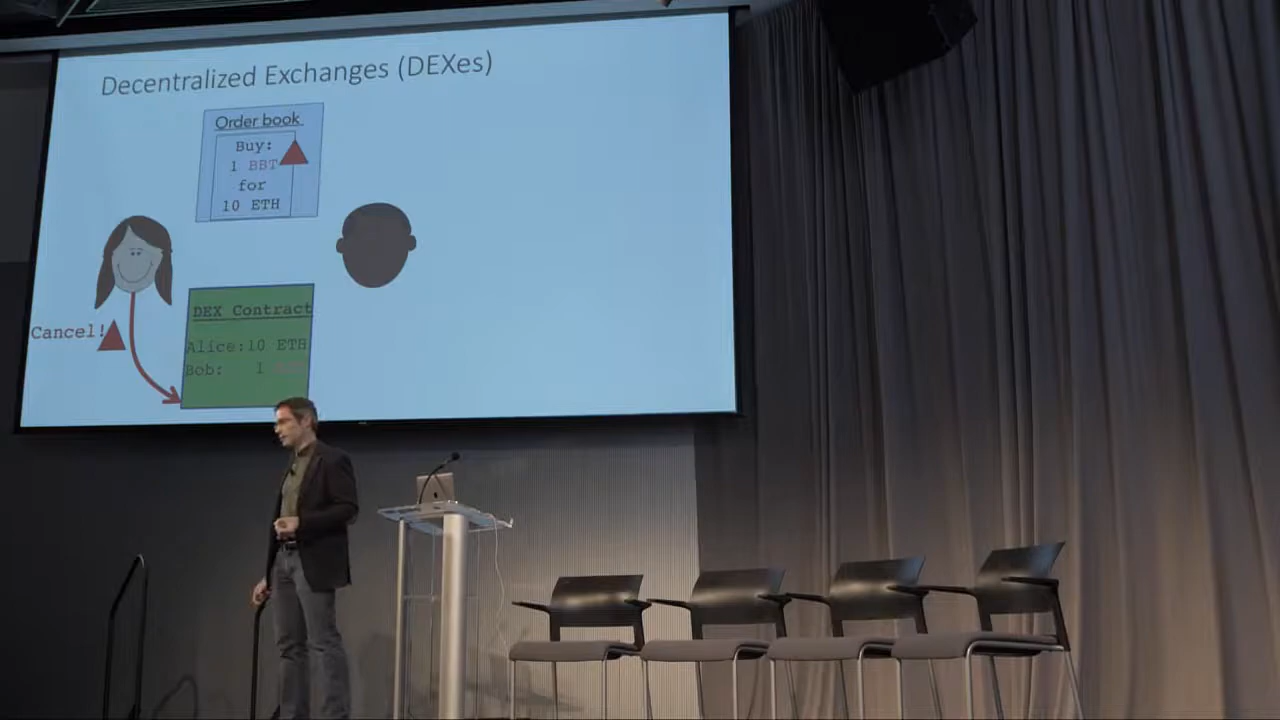 Decentralized Exchanges (DEXes)
Order book
Buy:
1 BBT
for
10 ETH
Cancel!
DEX Contract
Alice:10 ETH
Bob: 1